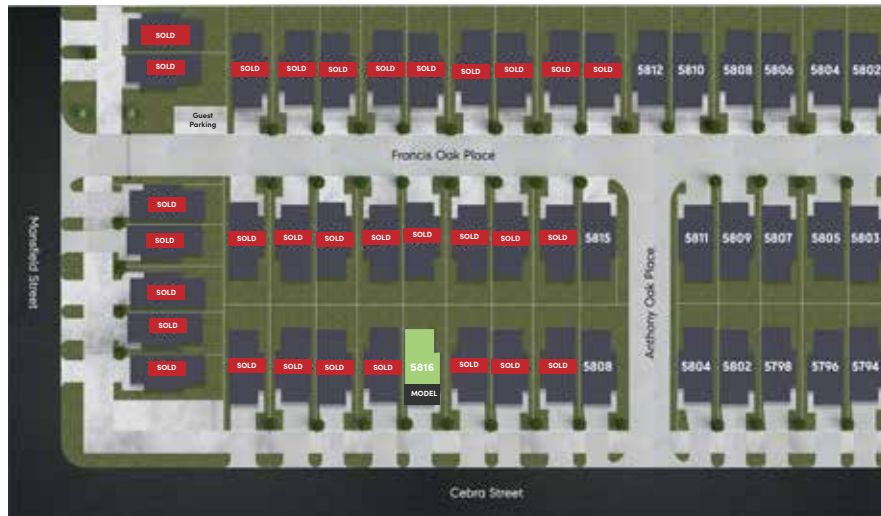 SOLD
SOLD
SOLD SOLD SOLD SOLD SOLD SOLD SOLD SOLD SOLD 5812 5810 5808 5806 5804 5802
Guest
Parking
Francis Oak Place
SOLD
SOLD
SOLD SOLD SOLD SOLD SOLD SOLD SOLD SOLD 5815 5811 5809 5807 5805 5803
Mansfield Street
Anthony Oak Place
SOLD
SOLD
SOLD
SOLD SOLD SOLD SOLD 5816 SOLD SOLD SOLD 5808 5804 5802 5798 5796 5794
MODEL
Cebra Street